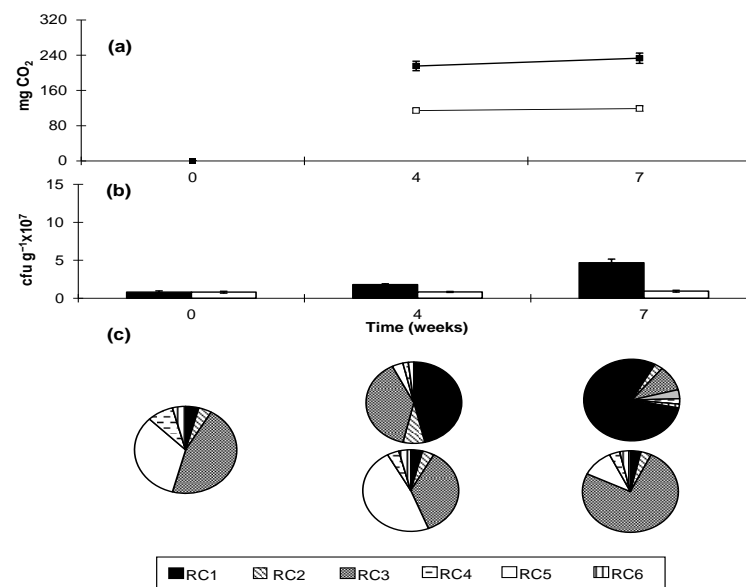 320
(a)
240
mg CO₂
160
80
0
0 4 7
15
(b)
10
cfu g⁻¹x10⁷
5
0
0 4 7
Time (weeks)
(c)
RC1 RC2 RC3 RC4 RC5 RC6